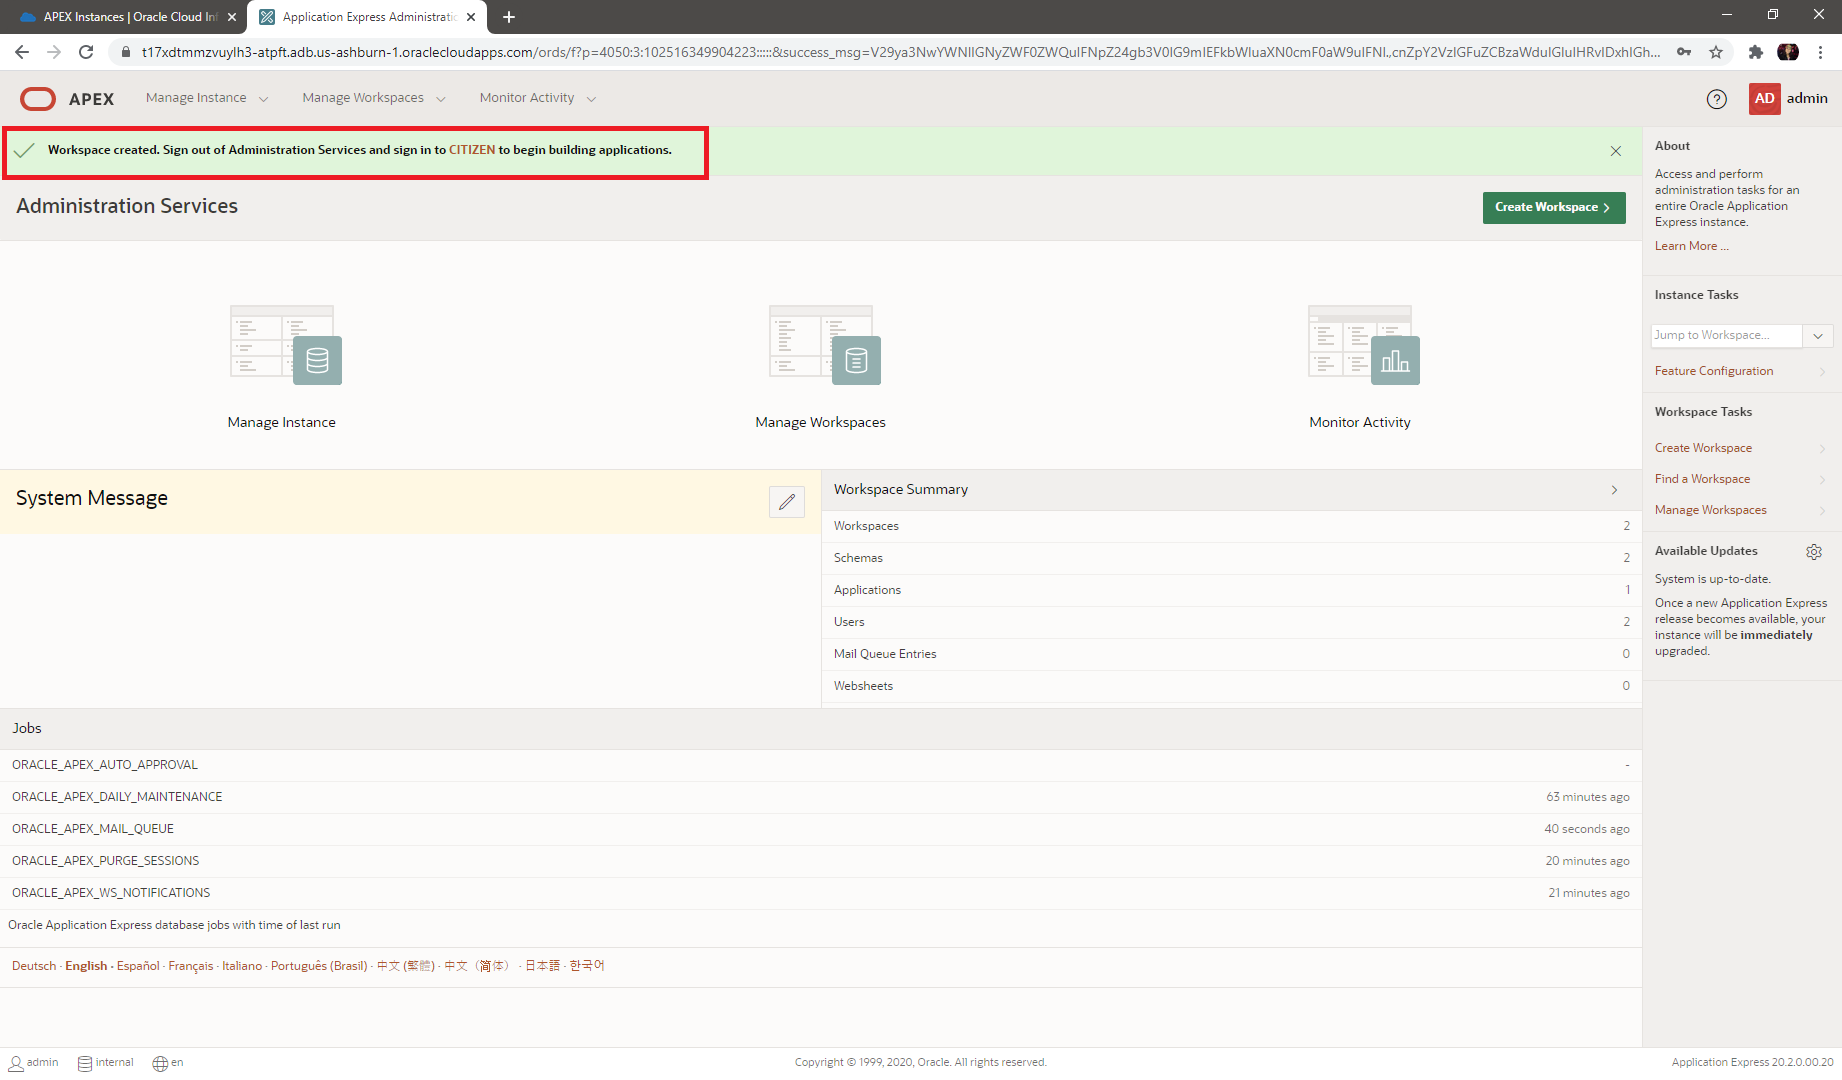 APEX Instances | Oracle Cloud Inf
Application Express Administratio
t17xdtmmzvuylh3-atpft.adb.us-ashburn-1.oraclecloudapps.com/ords/f?p=4050:3:102516349904223:::::&success_msg=V29ya3NwYWNlIGNyZWF0ZWQuIFNpZ24gb3V0IG9mIEFkbWluaXN0cmF0aW9uIFNl.,cnZpY2VzIGFuZCBzaWduIGluIHRvIDxhIGh...
APEX
Manage Instance
Manage Workspaces
Monitor Activity
AD
admin
Workspace created. Sign out of Administration Services and sign in to CITIZEN to begin building applications.
Administration Services
Create Workspace
Manage Instance
Manage Workspaces
Monitor Activity
System Message
Workspace Summary
Workspaces 2
Schemas 2
Applications 1
Users 2
Mail Queue Entries 0
Websheets 0
Jobs
ORACLE_APEX_AUTO_APPROVAL -
ORACLE_APEX_DAILY_MAINTENANCE 63 minutes ago
ORACLE_APEX_MAIL_QUEUE 40 seconds ago
ORACLE_APEX_PURGE_SESSIONS 20 minutes ago
ORACLE_APEX_WS_NOTIFICATIONS 21 minutes ago
Oracle Application Express database jobs with time of last run
Deutsch · English · Español · Français · Italiano · Português (Brasil) · 中文 (繁體) · 中文（简体） · 日本語 · 한국어
About
Access and perform
administration tasks for an
entire Oracle Application
Express instance.
Learn More ...
Instance Tasks
Jump to Workspace...
Feature Configuration
Workspace Tasks
Create Workspace
Find a Workspace
Manage Workspaces
Available Updates
System is up-to-date.
Once a new Application Express
release becomes available, your
instance will be immediately
upgraded.
admin
internal
en
Copyright © 1999, 2020, Oracle. All rights reserved.
Application Express 20.2.0.00.20